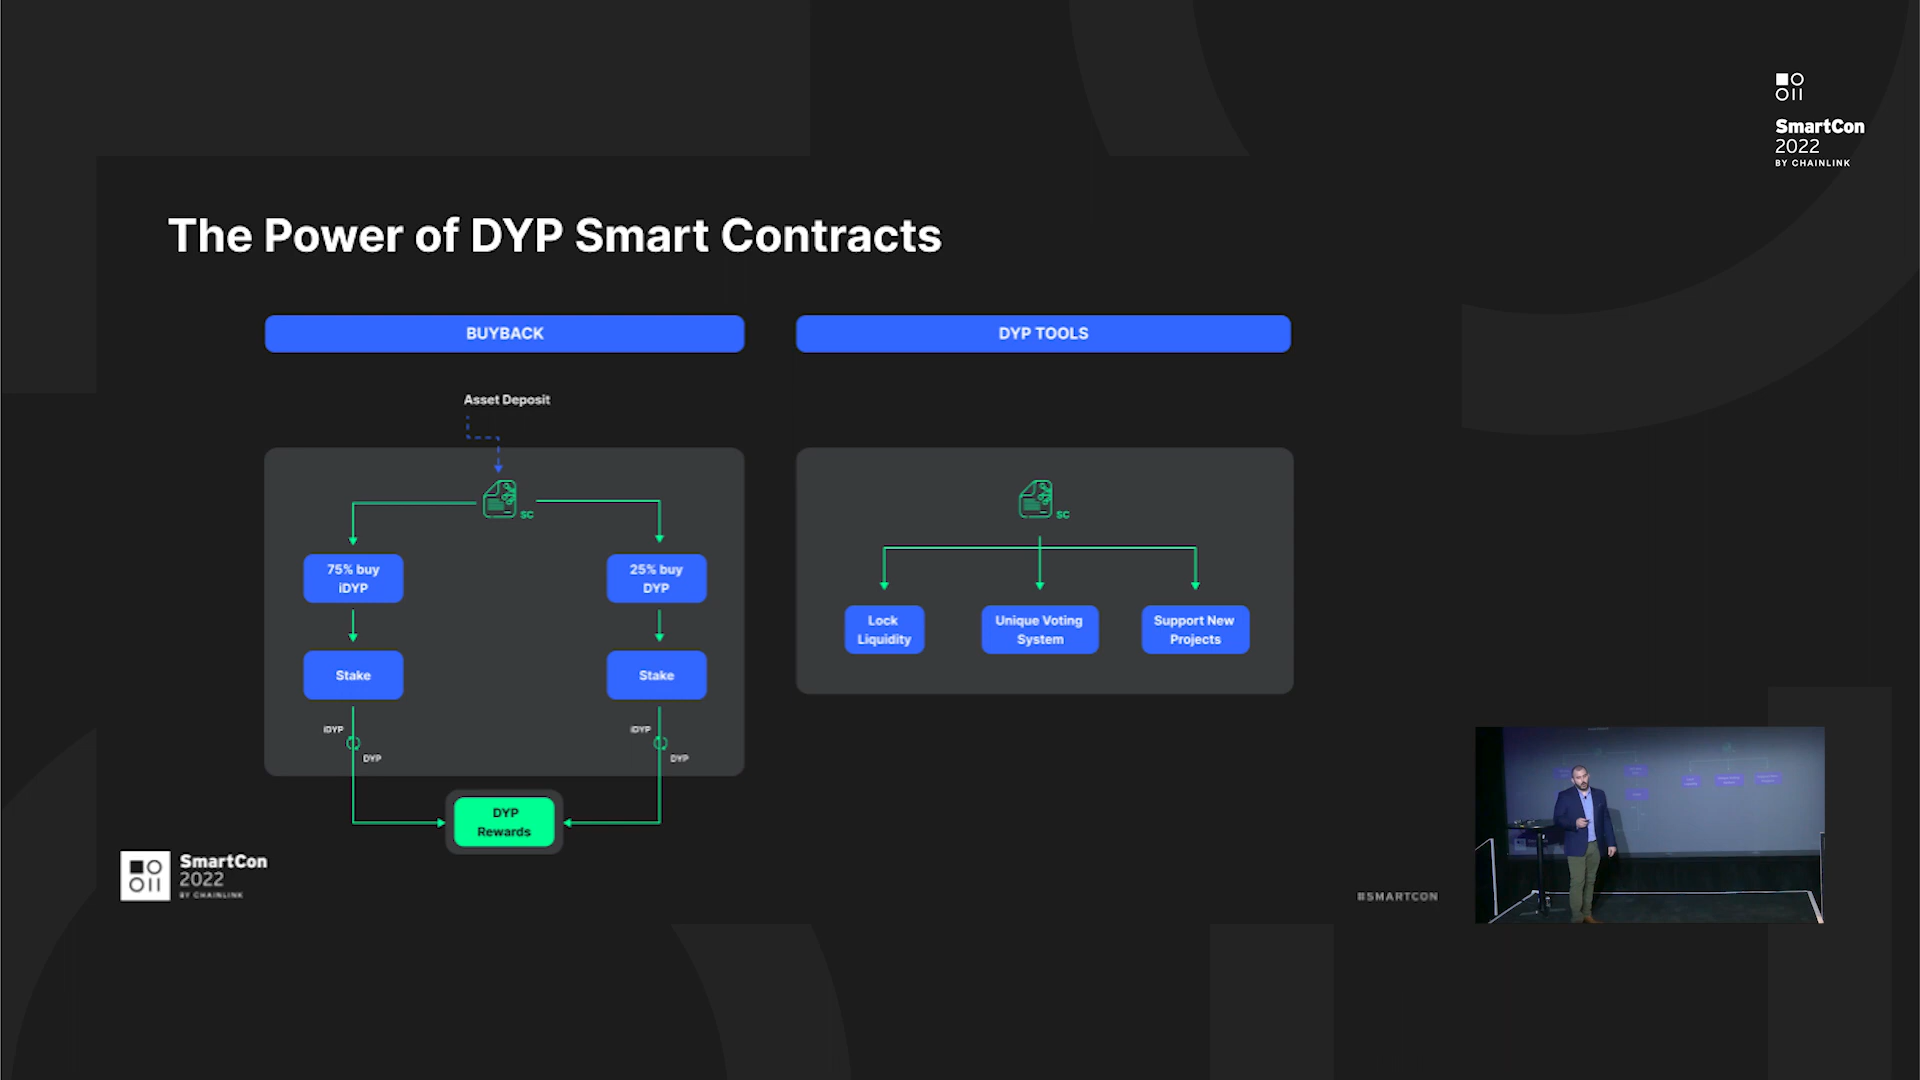 SmartCon
2022
BY CHAINLINK
The Power of DYP Smart Contracts
BUYBACK
DYP TOOLS
Asset Deposit
SC
75% buy
iDYP
25% buy
DYP
Stake
Stake
iDYP
DYP
iDYP
DYP
DYP
Rewards
SC
Lock
Liquidity
Unique Voting
System
Support New
Projects
SmartCon
2022
BY CHAINLINK
#SMARTCON